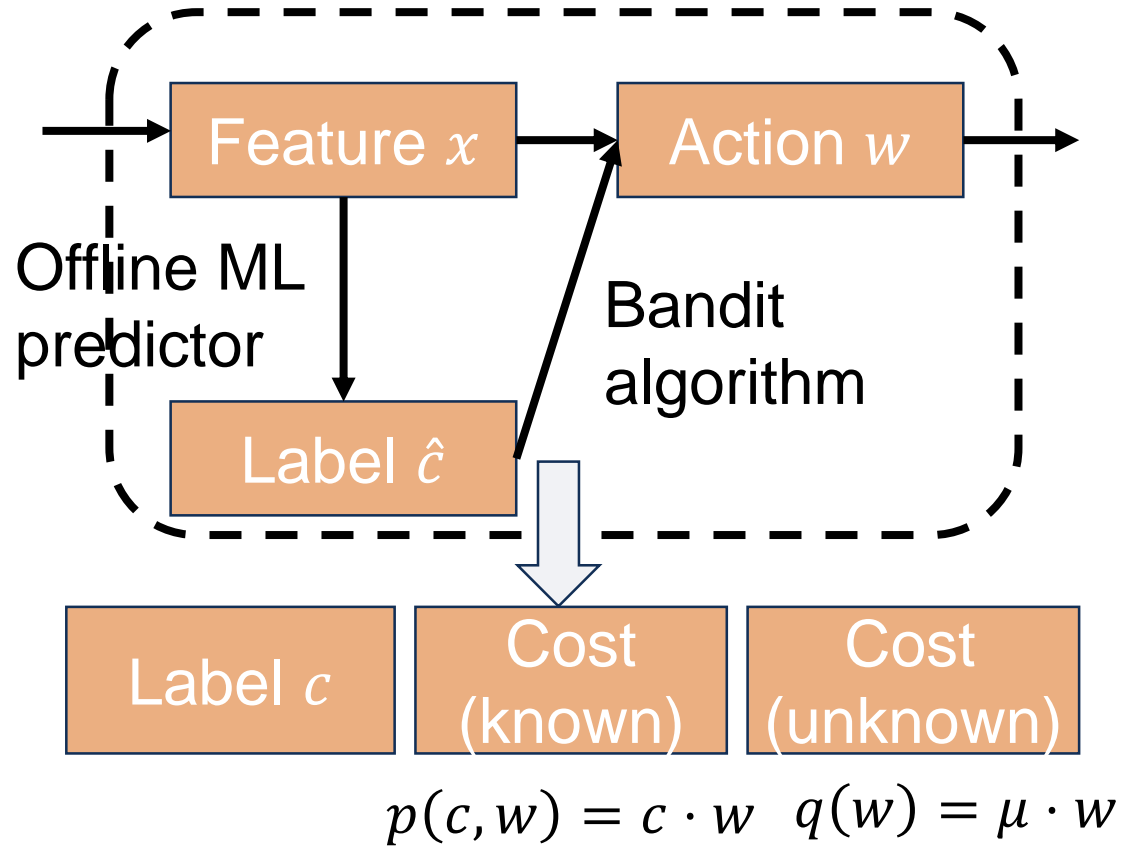 Feature 𝑥
Action 𝑤
Offline ML
predictor
Bandit
algorithm
Label ĉ
Label 𝑐
Cost
(known)
Cost
(unknown)
𝑝(𝑐, 𝑤) = 𝑐 · 𝑤
𝑞(𝑤) = 𝜇 · 𝑤